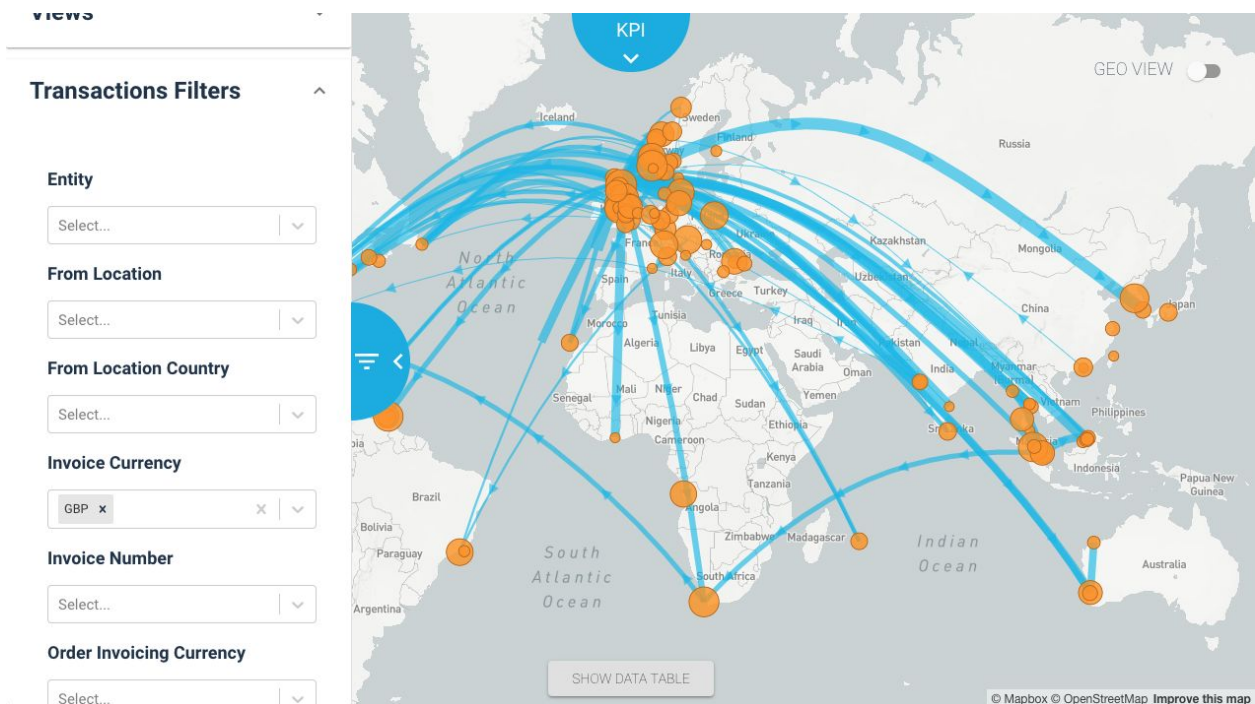 Views
Transactions Filters
Entity
Select...
From Location
Select...
From Location Country
Select...
Invoice Currency
GBP ×
Invoice Number
Select...
Order Invoicing Currency
Select...
KPI
GEO VIEW
Iceland
Sweden
Finland
Russia
North
Atlantic
Ocean
Kazakhstan
Mongolia
Spain
Italy
Greece
Turkey
China
Japan
Morocco
Tunisia
Iraq
Algeria
Libya
Egypt
Saudi
Arabia
Oman
India
Myanmar
Mali
Niger
Chad
Sudan
Yemen
Senegal
Vietnam
Philippines
Nigeria
Ethiopia
Cameroon
Kenya
Indonesia
Papua New
Guinea
Tanzania
Brazil
Angola
Bolivia
Zimbabwe
Madagascar
Paraguay
South
Atlantic
Ocean
Indian
Ocean
Australia
South Africa
Argentina
SHOW DATA TABLE
© Mapbox © OpenStreetMap Improve this map